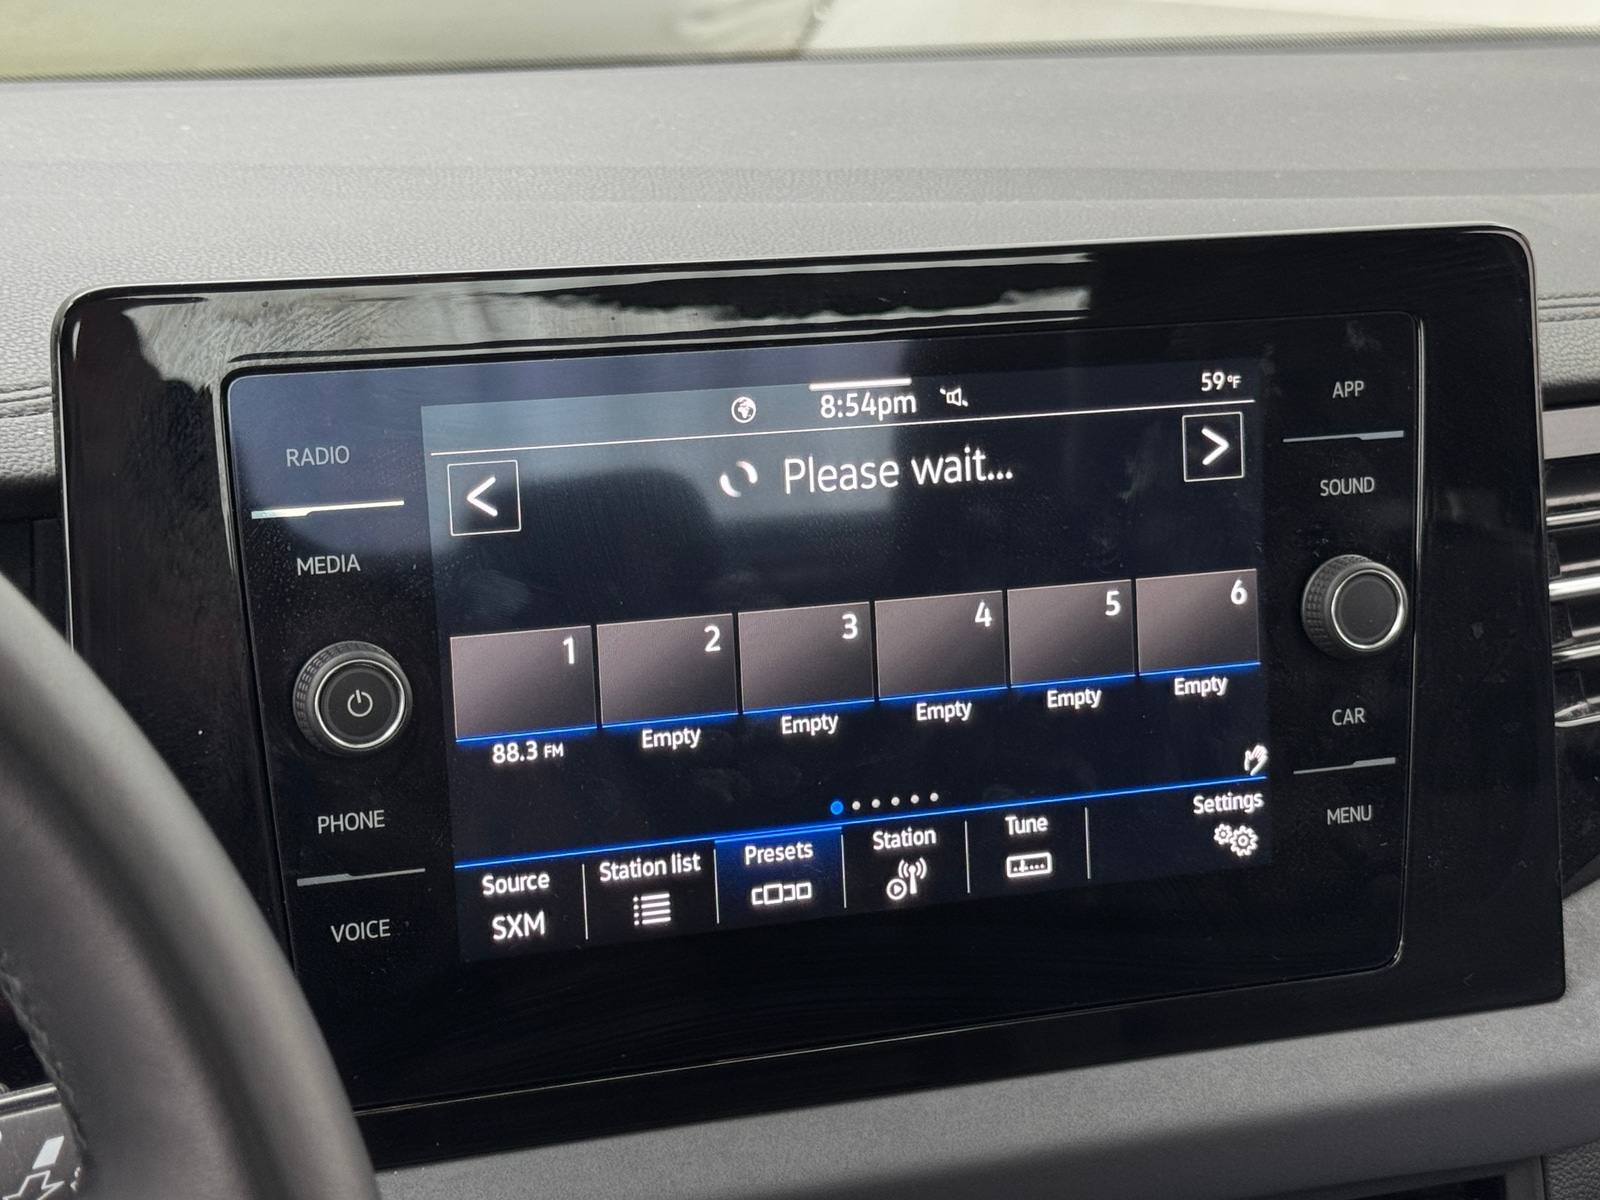 8:54pm
59°F
RADIO
MEDIA
PHONE
VOICE
<
Please wait...
>
1
2
3
4
5
6
88.3 FM
Empty
Empty
Empty
Empty
Empty
Source
SXM
Station list
Presets
Station
Tune
Settings
APP
SOUND
CAR
MENU